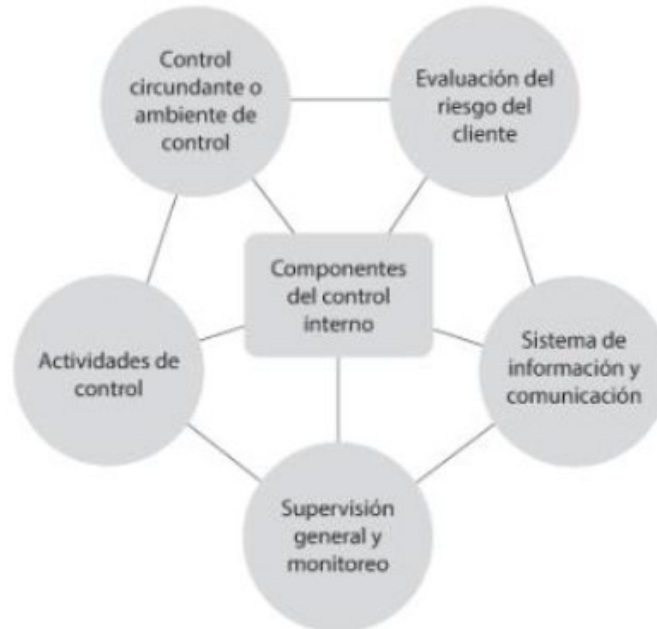 Control
circundante o
ambiente de
control
Evaluación del
riesgo del
cliente
Componentes
del control
interno
Actividades de
control
Sistema de
información y
comunicación
Supervisión
general y
monitoreo